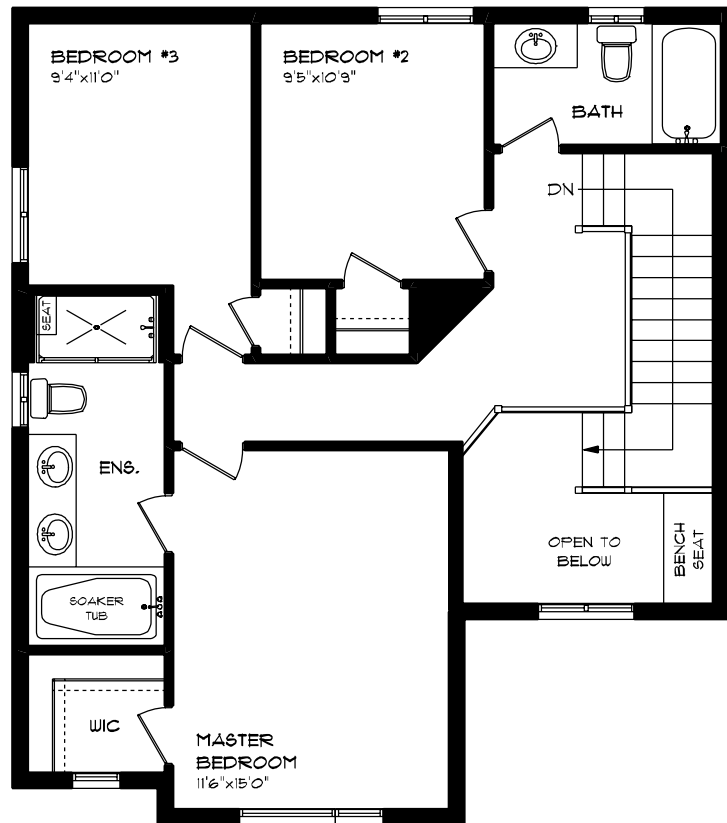 BEDROOM #3
9'4"x11'0"
BEDROOM #2
9'5"x10'9"
BATH
DN
SEAT
ENS.
OPEN TO
BELOW
BENCH
SEAT
SOAKER
TUB
WIC
MASTER
BEDROOM
11'6"x15'0"